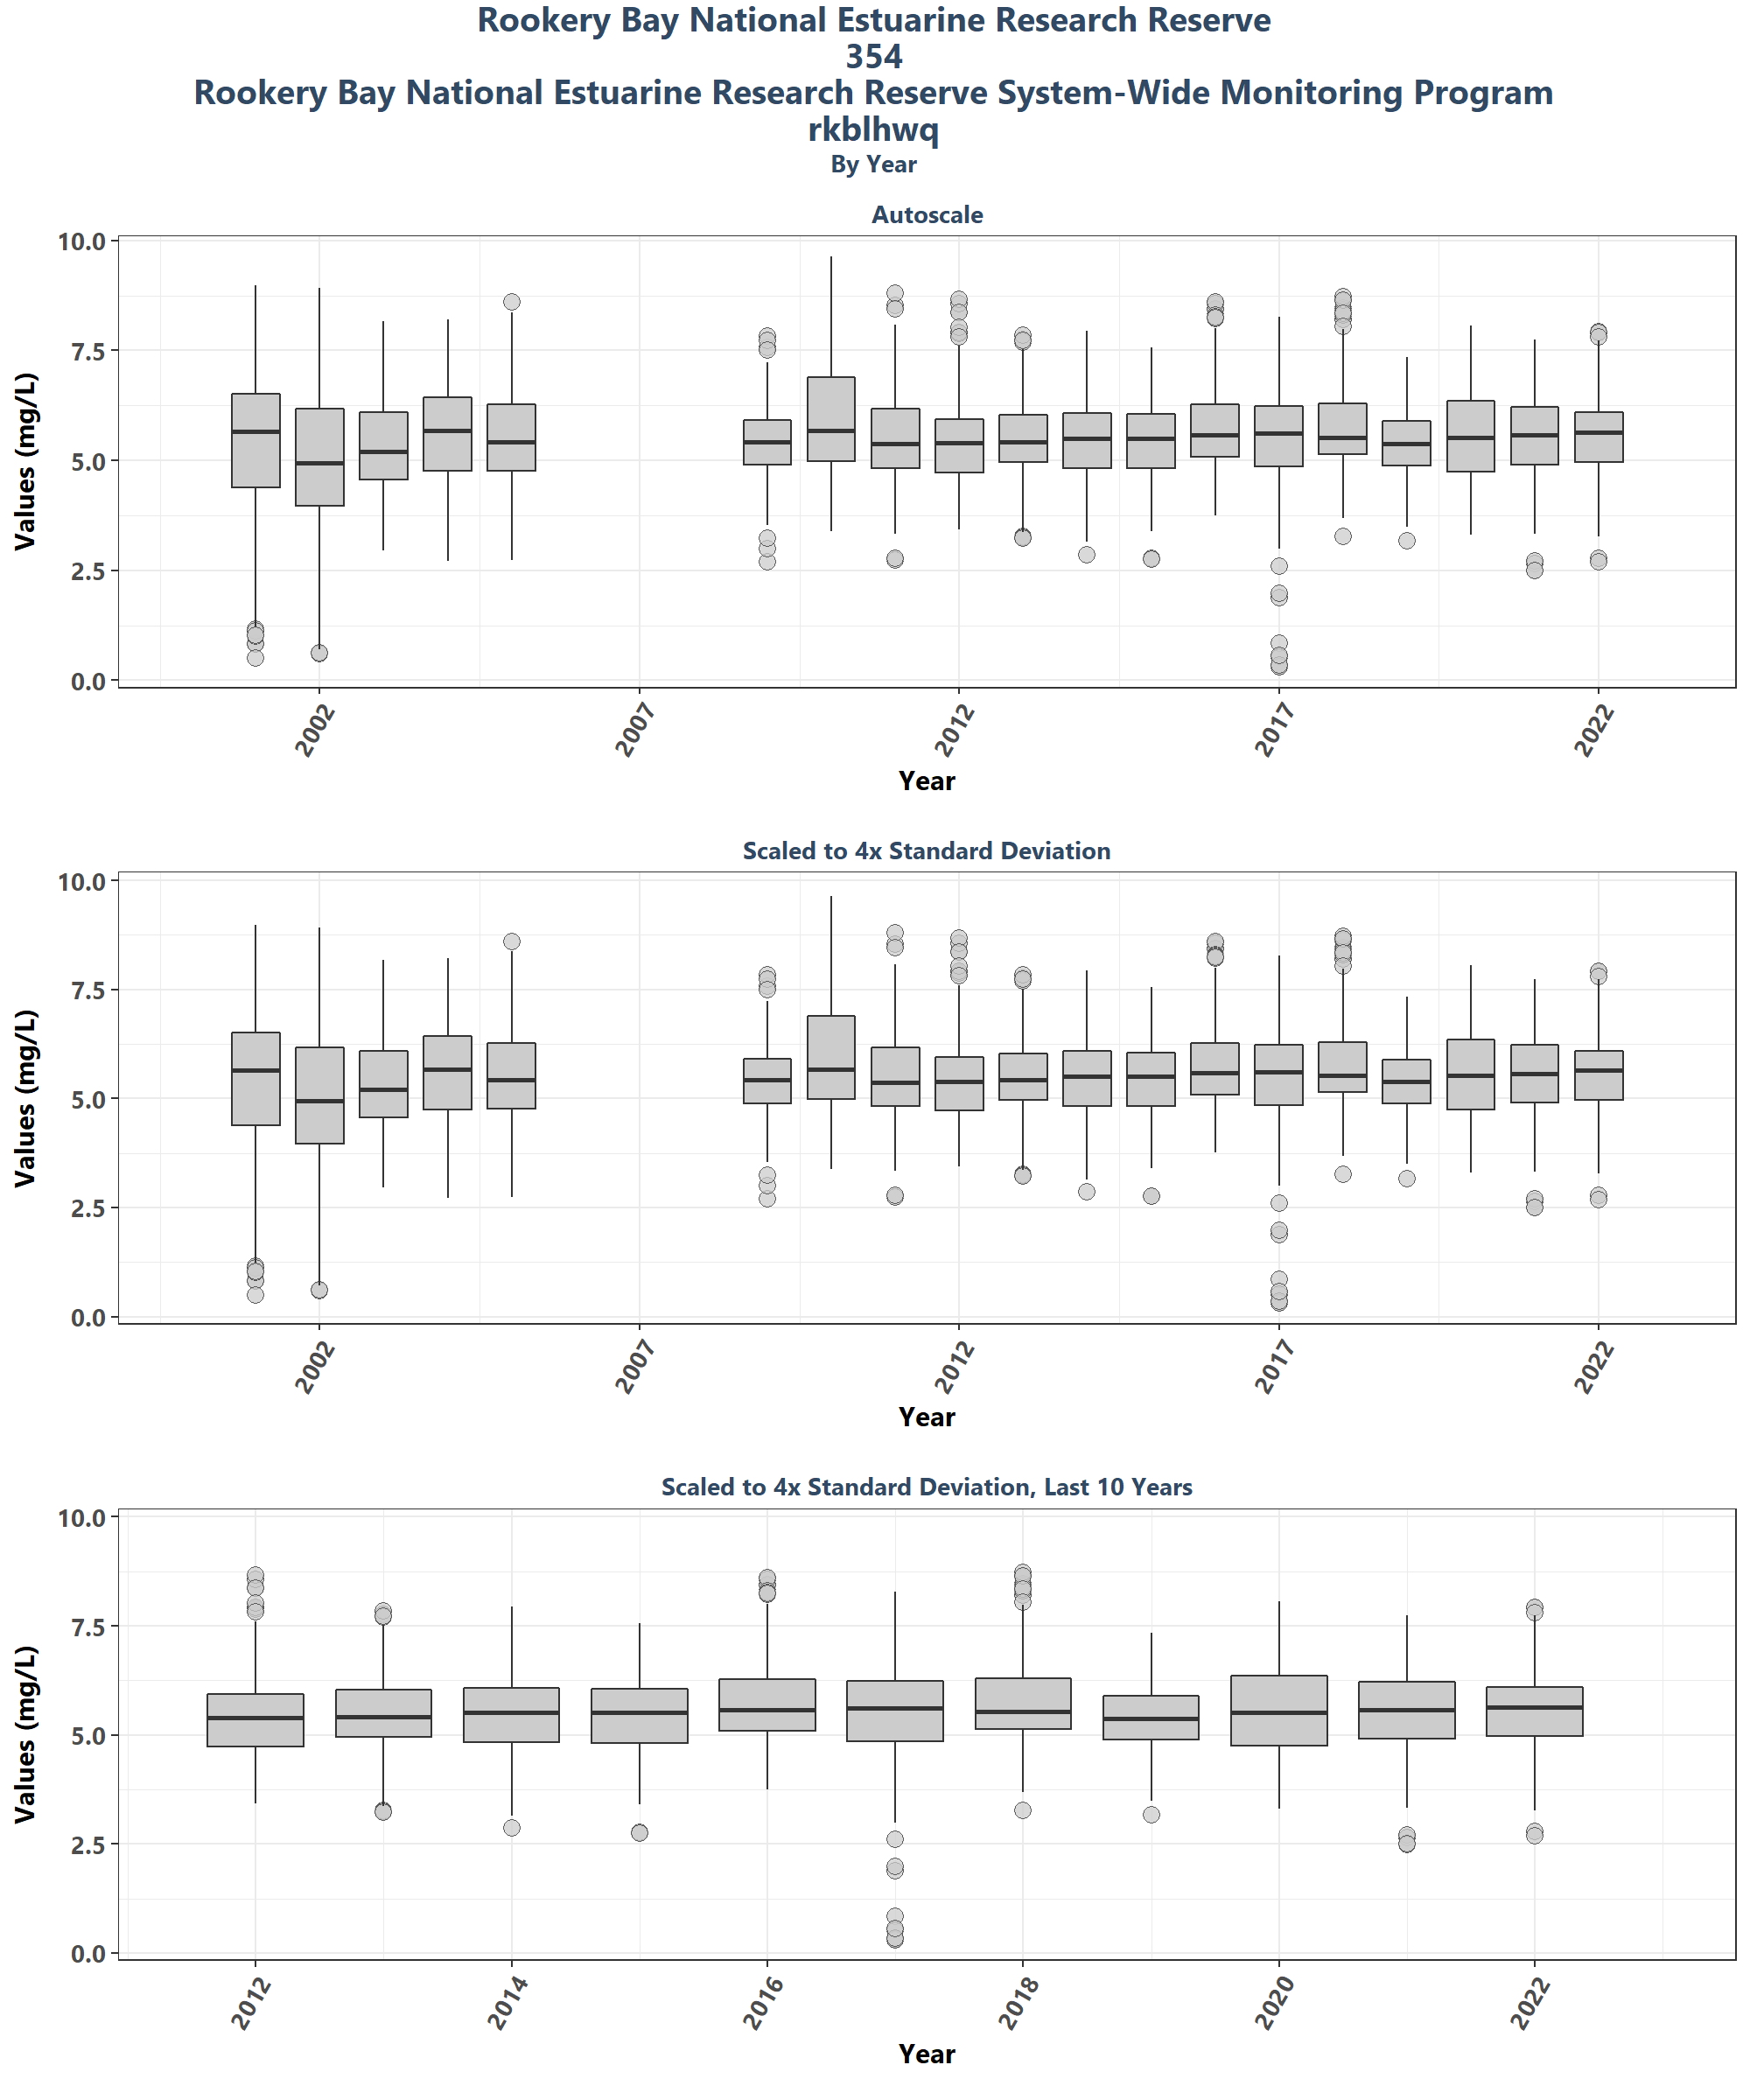 Rookery Bay National Estuarine Research Reserve
354
Rookery Bay National Estuarine Research Reserve System-Wide Monitoring Program
rkblhwq
By Year
Autoscale
Values (mg/L)
10.0
7.5
5.0
2.5
0.0
2002 2007 2012 2017 2022
Year
Scaled to 4x Standard Deviation
Values (mg/L)
10.0
7.5
5.0
2.5
0.0
2002 2007 2012 2017 2022
Year
Scaled to 4x Standard Deviation, Last 10 Years
Values (mg/L)
10.0
7.5
5.0
2.5
0.0
2012 2014 2016 2018 2020 2022
Year